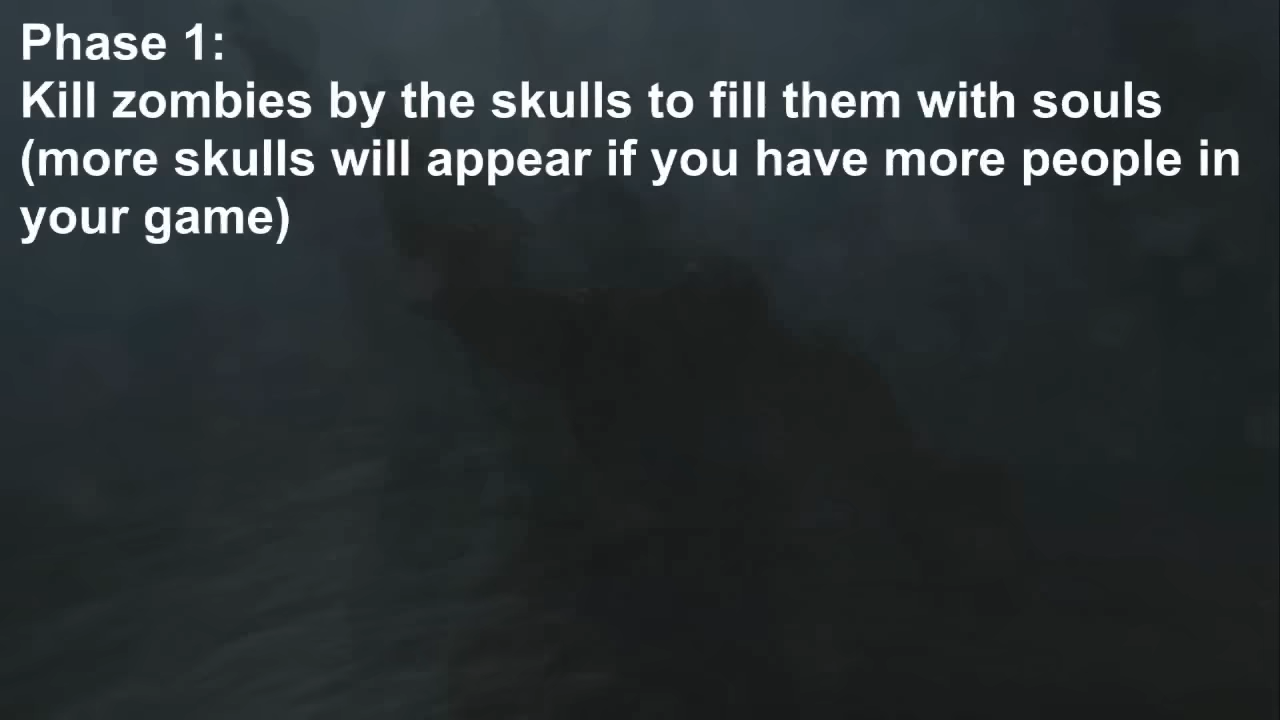 Phase 1:
Kill zombies by the skulls to fill them with souls
(more skulls will appear if you have more people in
your game)